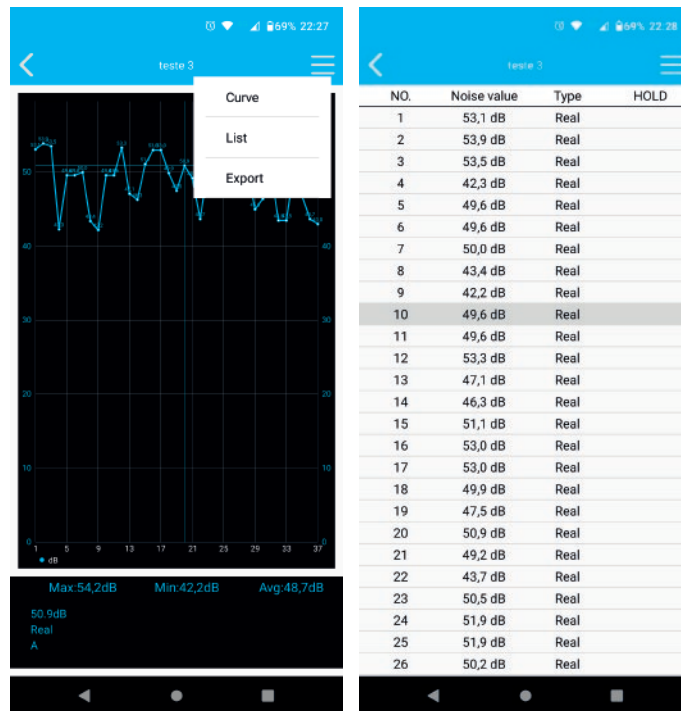 69% 22:27
teste 3
Curve
List
Export
50
40 40
30 30
20 20
10 10
0 0
1 5 9 13 17 21 25 29 33 37
dB
Max:54,2dB Min:42,2dB Avg:48,7dB
50.9dB
Real
A
69% 22:28
teste 3
NO. Noise value Type HOLD
1 53,1 dB Real
2 53,9 dB Real
3 53,5 dB Real
4 42,3 dB Real
5 49,6 dB Real
6 49,6 dB Real
7 50,0 dB Real
8 43,4 dB Real
9 42,2 dB Real
10 49,6 dB Real
11 49,6 dB Real
12 53,3 dB Real
13 47,1 dB Real
14 46,3 dB Real
15 51,1 dB Real
16 53,0 dB Real
17 53,0 dB Real
18 49,9 dB Real
19 47,5 dB Real
20 50,9 dB Real
21 49,2 dB Real
22 43,7 dB Real
23 50,5 dB Real
24 51,9 dB Real
25 51,9 dB Real
26 50,2 dB Real